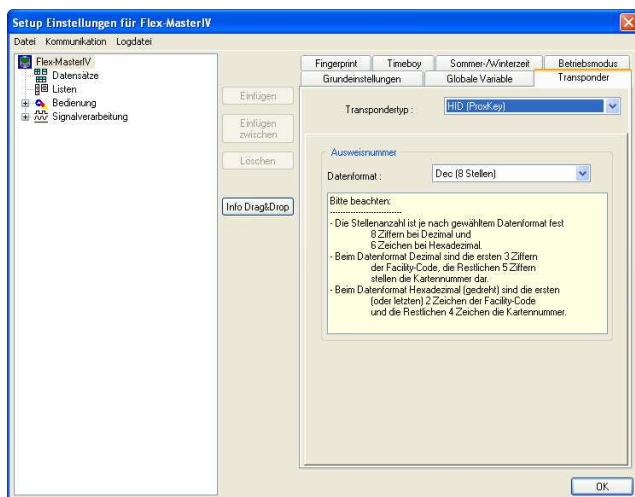 Setup Einstellungen für Flex-MasterIV
Datei Kommunikation Logdatei
Flex-MasterIV
Datensätze
Listen
Bedienung
Signalverarbeitung
Einfügen
Einfügen
zwischen
Löschen
Info Drag&Drop
Fingerprint Timeboy Sommer-/Winterzeit Betriebsmodus
Grundeinstellungen Globale Variable Transponder
Transpondertyp : HID (ProxKey)
Ausweisnummer
Datenformat : Dec (8 Stellen)
Bitte beachten:
--------------------------
- Die Stellenanzahl ist je nach gewähltem Datenformat fest
8 Ziffern bei Dezimal und
6 Zeichen bei Hexadezimal.
- Beim Datenformat Dezimal sind die ersten 3 Ziffern
der Facility-Code, die Restlichen 5 Ziffern
stellen die Kartennummer dar.
- Beim Datenformat Hexadezimal (gedreht) sind die ersten
(oder letzten) 2 Zeichen der Facility-Code
und die Restlichen 4 Zeichen die Kartennummer.
OK